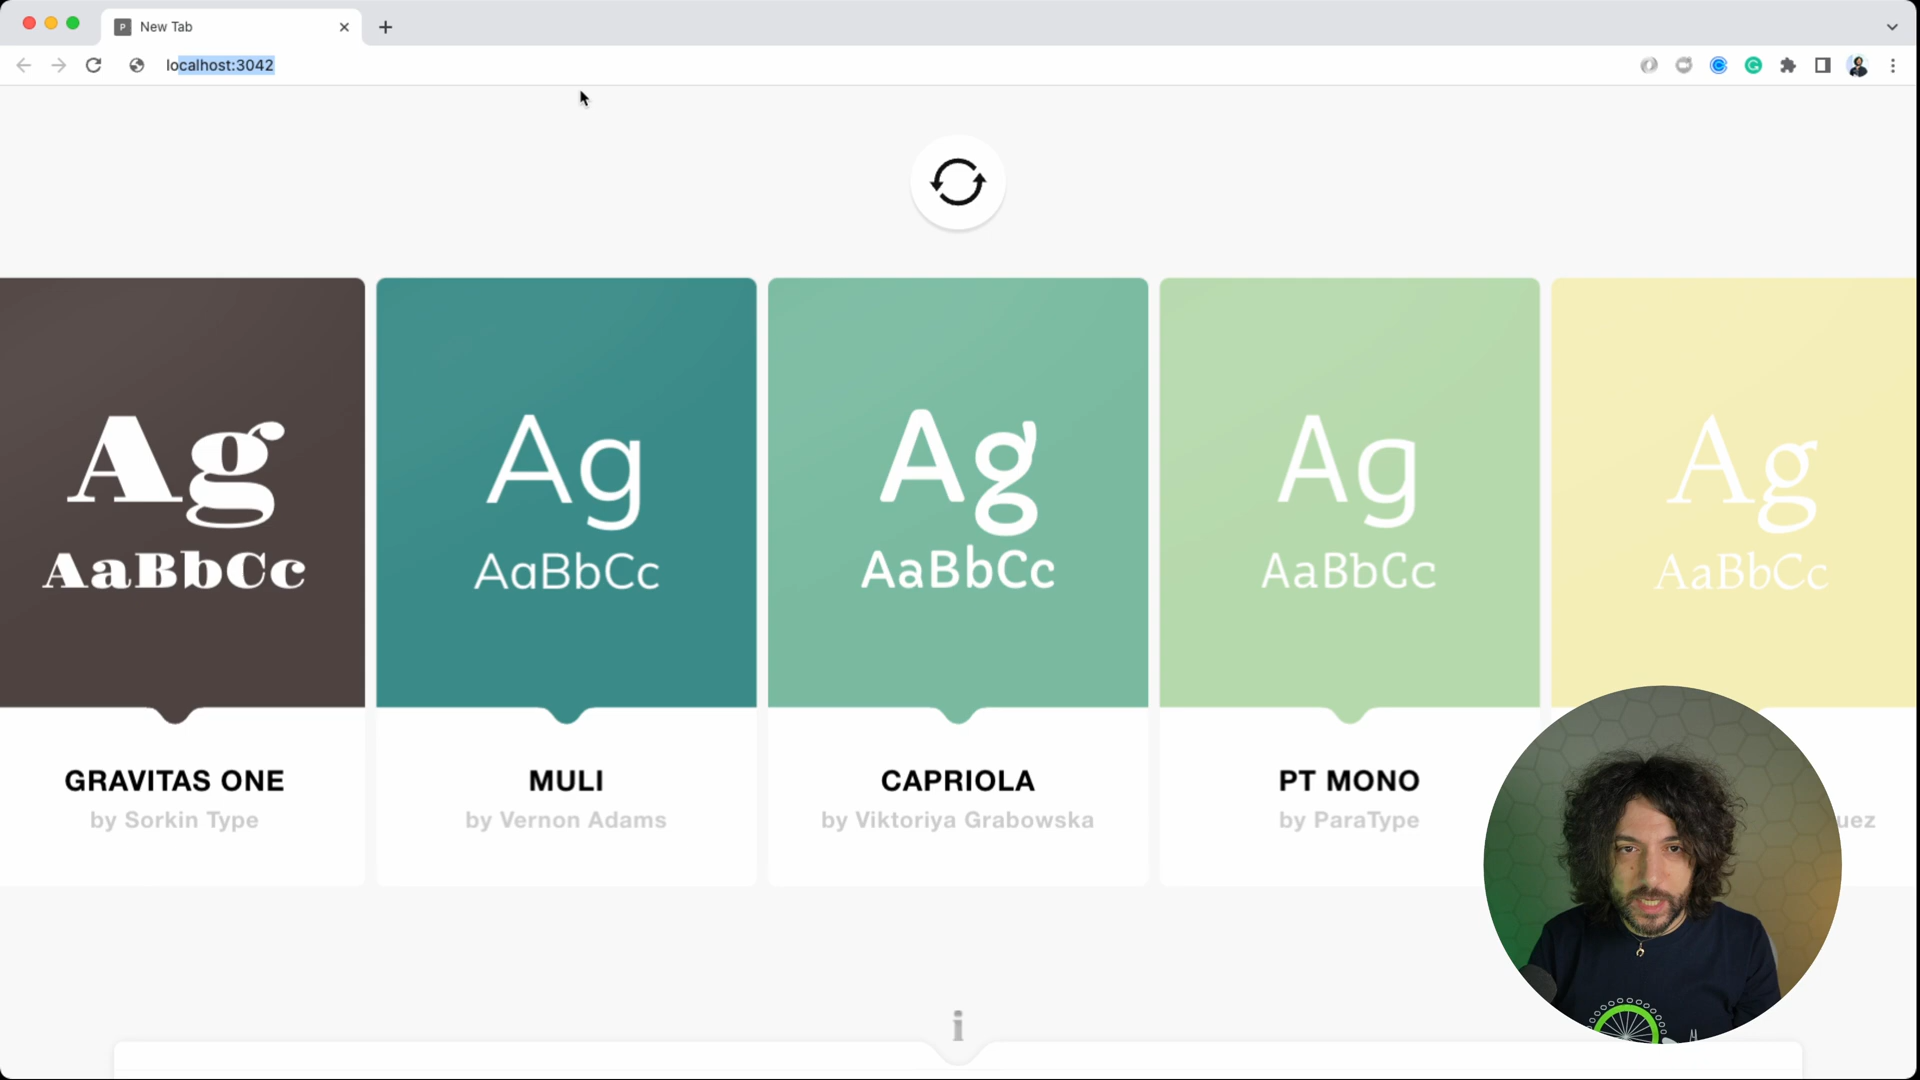 New Tab
localhost:3042
Ag
AaBbCc
GRAVITAS ONE
by Sorkin Type
Ag
AaBbCc
MULI
by Vernon Adams
Ag
AaBbCc
CAPRIOLA
by Viktoriya Grabowska
Ag
AaBbCc
PT MONO
by ParaType
Ag
AaBbCc
i